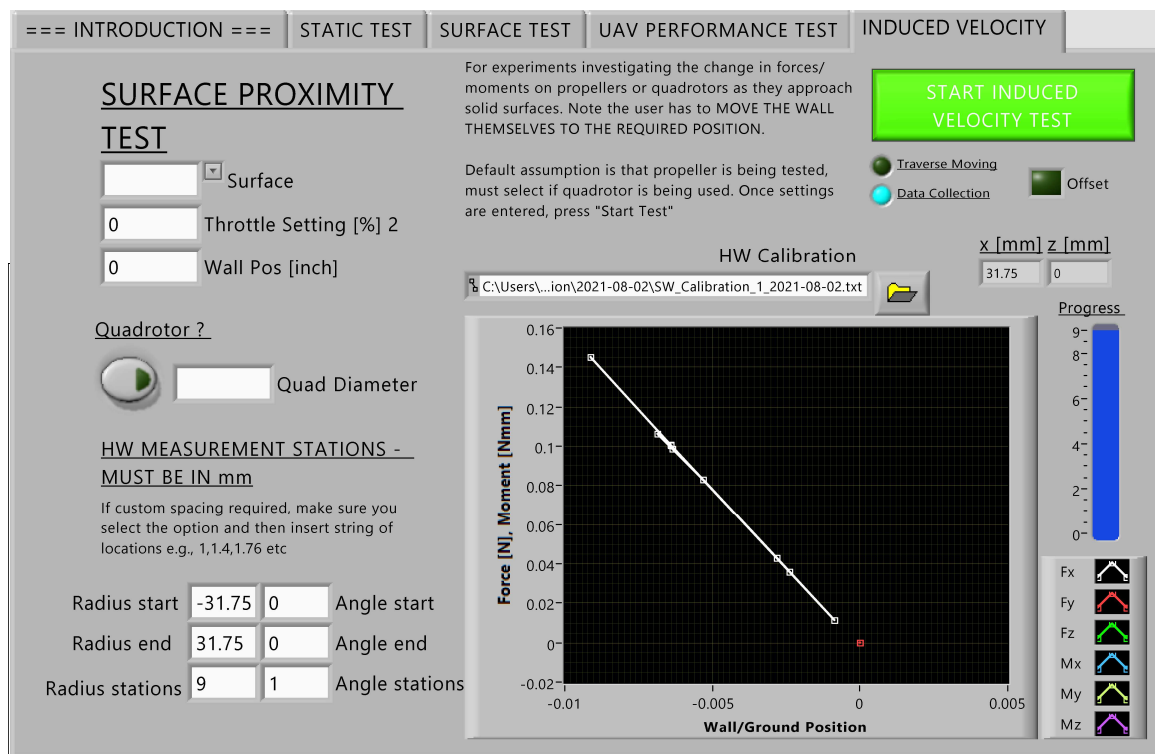 === INTRODUCTION ===
STATIC TEST
SURFACE TEST
UAV PERFORMANCE TEST
INDUCED VELOCITY
SURFACE PROXIMITY
TEST
Surface
0
Throttle Setting [%] 2
0
Wall Pos [inch]
Quadrotor ?
Quad Diameter
HW MEASUREMENT STATIONS -
MUST BE IN mm
If custom spacing required, make sure you
select the option and then insert string of
locations e.g., 1,1.4,1.76 etc
Radius start
-31.75
0
Angle start
Radius end
31.75
0
Angle end
Radius stations
9
1
Angle stations
For experiments investigating the change in forces/
moments on propellers or quadrotors as they approach
solid surfaces. Note the user has to MOVE THE WALL
THEMSELVES TO THE REQUIRED POSITION.
Default assumption is that propeller is being tested,
must select if quadrotor is being used. Once settings
are entered, press "Start Test"
START INDUCED
VELOCITY TEST
Traverse Moving
Data Collection
Offset
HW Calibration
C:\Users\...ion\2021-08-02\SW_Calibration_1_2021-08-02.txt
x [mm]
z [mm]
31.75
0
Progress
9
8
6
4
2
0
Force [N], Moment [Nmm]
0.16
0.14
0.12
0.1
0.08
0.06
0.04
0.02
0
-0.02
-0.01
-0.005
0
0.005
Wall/Ground Position
Fx
Fy
Fz
Mx
My
Mz